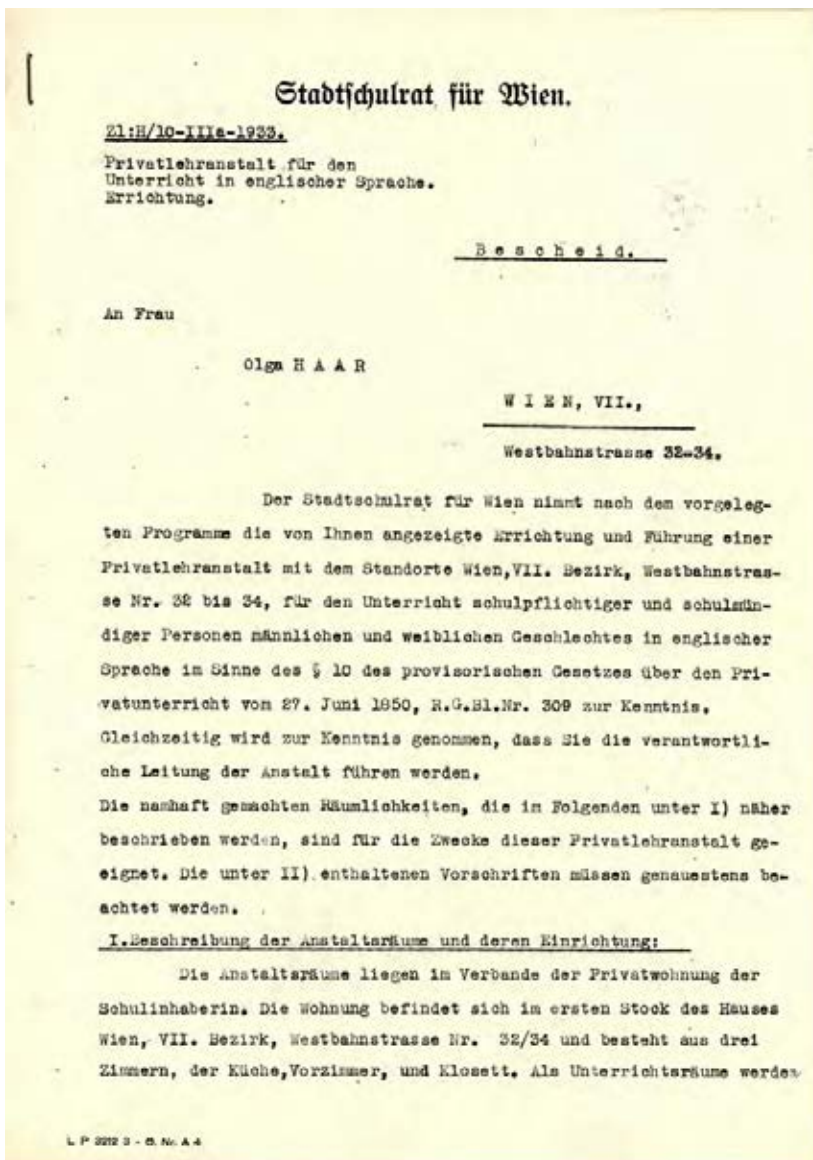 Stadtschulrat für Wien.
Zl:H/10-IIIa-1933.
Privatlehranstalt für den
Unterricht in englischer Sprache.
Errichtung.
Bescheid.
An Frau
Olga HAAR
WIEN, VII.,
Westbahnstrasse 32-34.
Der Stadtschulrat für Wien nimmt nach dem vorgeleg-
ten Programme die von Ihnen angezeigte Errichtung und Führung einer
Privatlehranstalt mit dem Standorte Wien,VII. Bezirk, Westbahnstras-
se Nr. 32 bis 34, für den Unterricht schulpflichtiger und schulmün-
diger Personen männlichen und weiblichen Geschlechtes in englischer
Sprache im Sinne des § 10 des provisorischen Gesetzes über den Pri-
vatunterricht vom 27. Juni 1850, R.G.Bl.Nr. 309 zur Kenntnis.
Gleichzeitig wird zur Kenntnis genommen, dass Sie die verantwortli-
che Leitung der Anstalt führen werden.
Die namhaft gemachten Räumlichkeiten, die im Folgenden unter I) näher
beschrieben werden, sind für die Zwecke dieser Privatlehranstalt ge-
eignet. Die unter II) enthaltenen Vorschriften müssen genauestens be-
achtet werden.
I.Beschreibung der Anstaltsräume und deren Einrichtung:
Die Anstaltsräume liegen im Verbande der Privatwohnung der
Schulinhaberin. Die Wohnung befindet sich im ersten Stock des Hauses
Wien, VII. Bezirk, Westbahnstrasse Nr. 32/34 und besteht aus drei
Zimmern, der Küche,Vorzimmer, und Klosett. Als Unterrichtsräume werden
L P 3212 3 - G. Nr. A 4